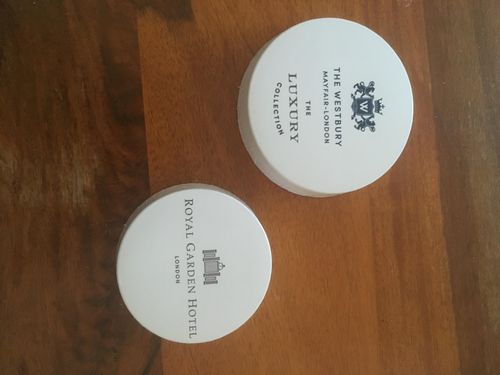 W
THE WESTBURY
MAYFAIR-LONDON
THE
LUXURY
COLLECTION
ROYAL GARDEN HOTEL
LONDON